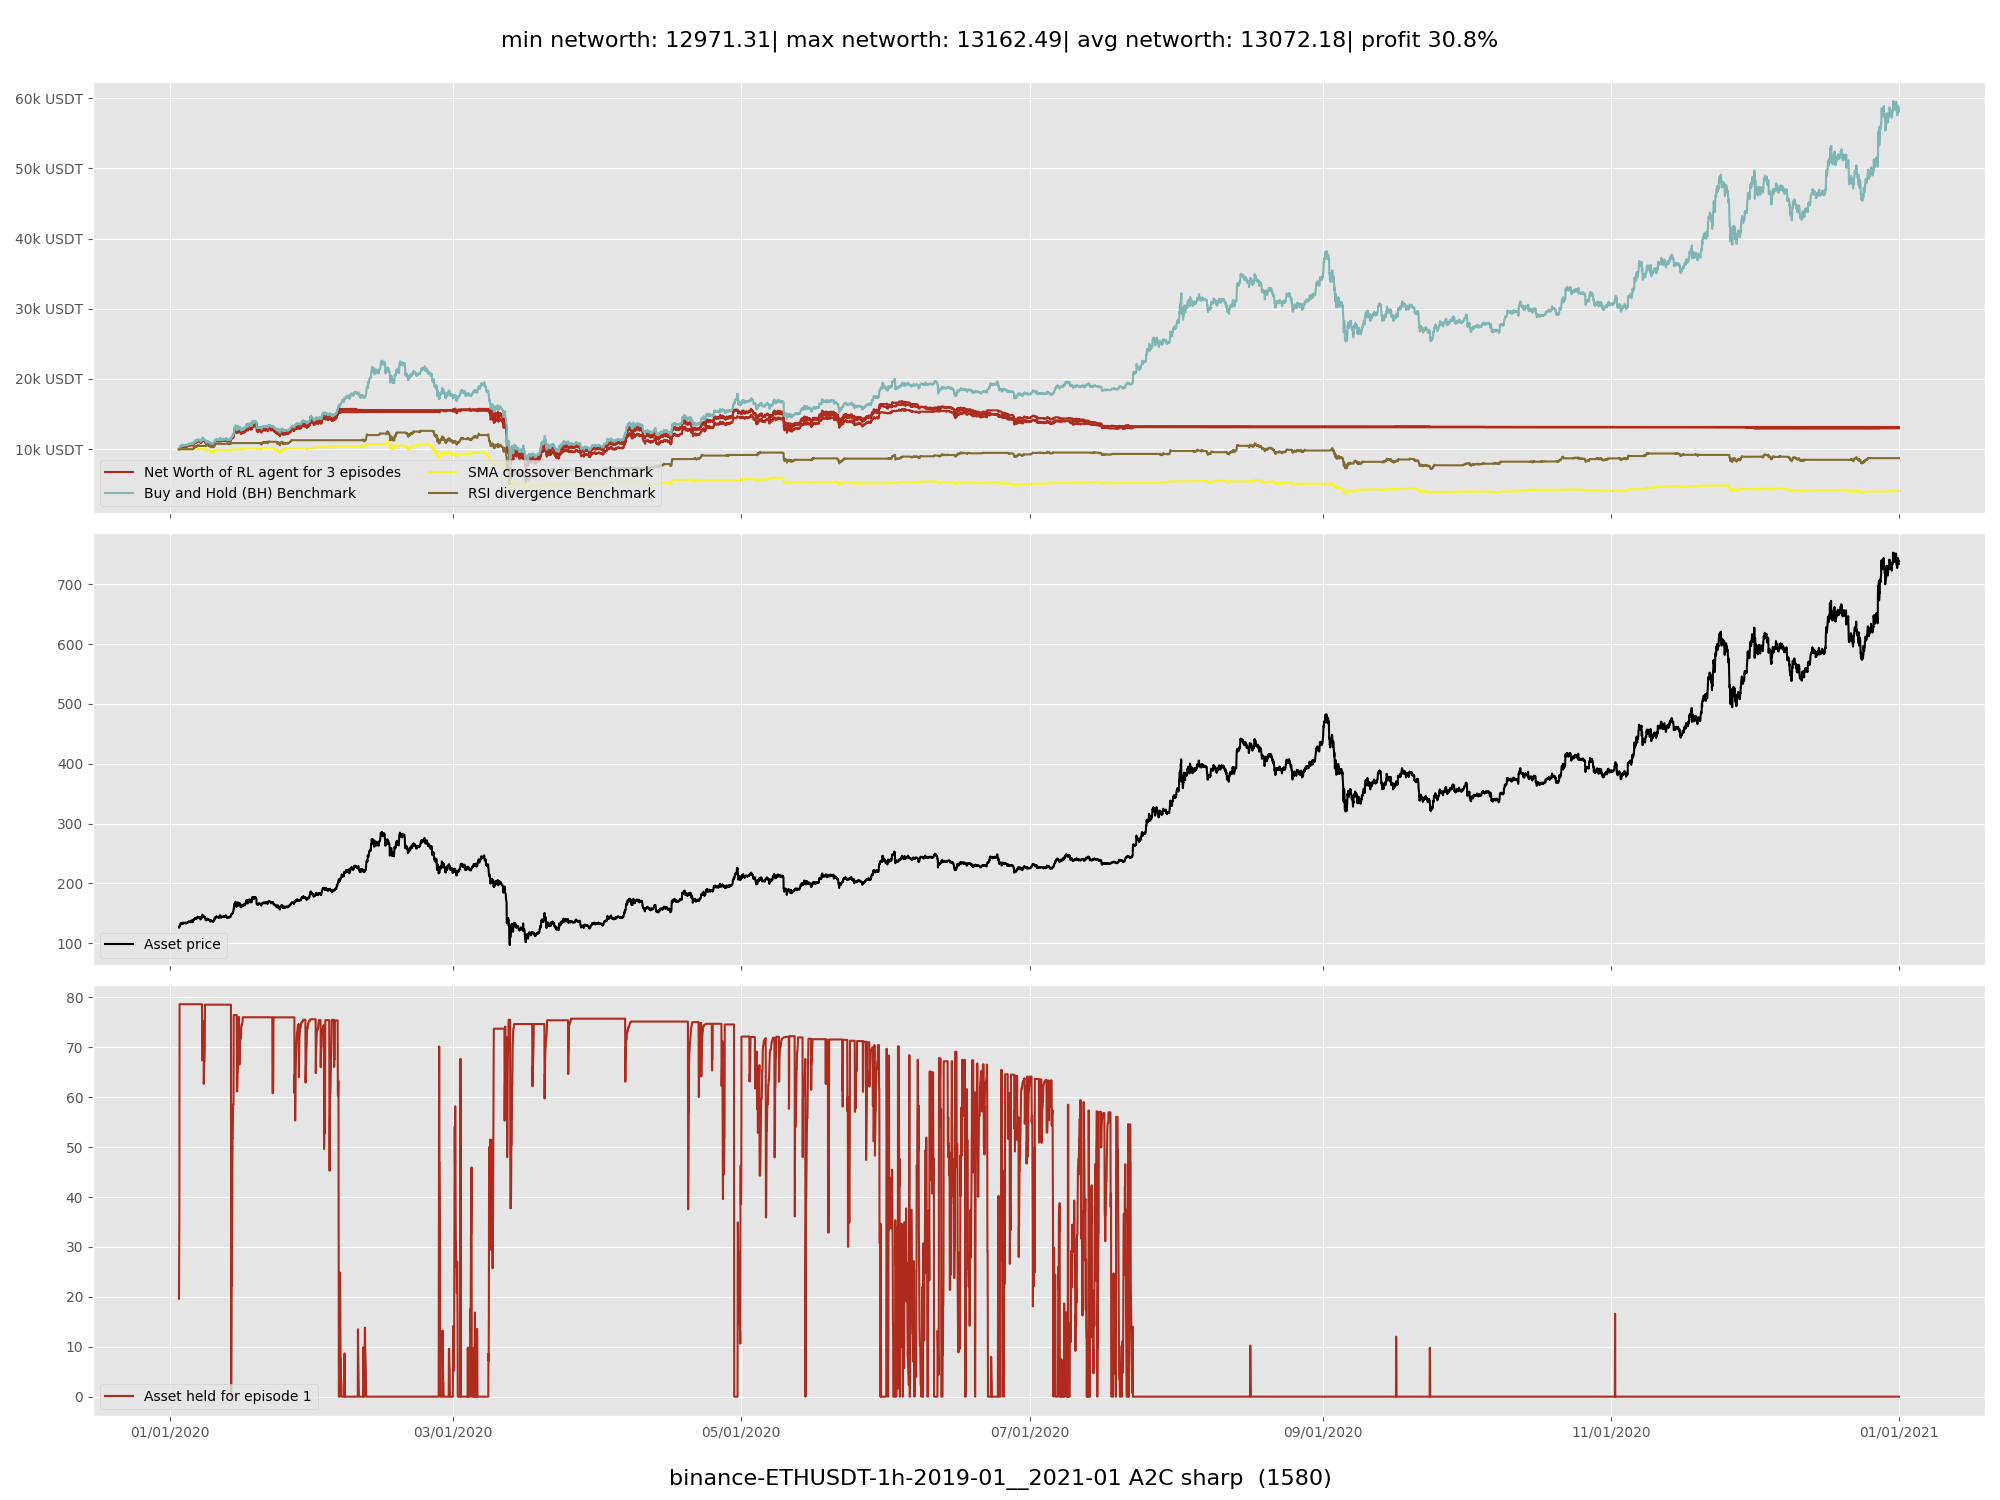 min networth: 12971.31| max networth: 13162.49| avg networth: 13072.18| profit 30.8%
60k USDT
50k USDT
40k USDT
30k USDT
20k USDT
10k USDT
Net Worth of RL agent for 3 episodes
Buy and Hold (BH) Benchmark
SMA crossover Benchmark
RSI divergence Benchmark
700
600
500
400
300
200
100
Asset price
80
70
60
50
40
30
20
10
0
Asset held for episode 1
01/01/2020
03/01/2020
05/01/2020
07/01/2020
09/01/2020
11/01/2020
01/01/2021
binance-ETHUSDT-1h-2019-01__2021-01 A2C sharp (1580)